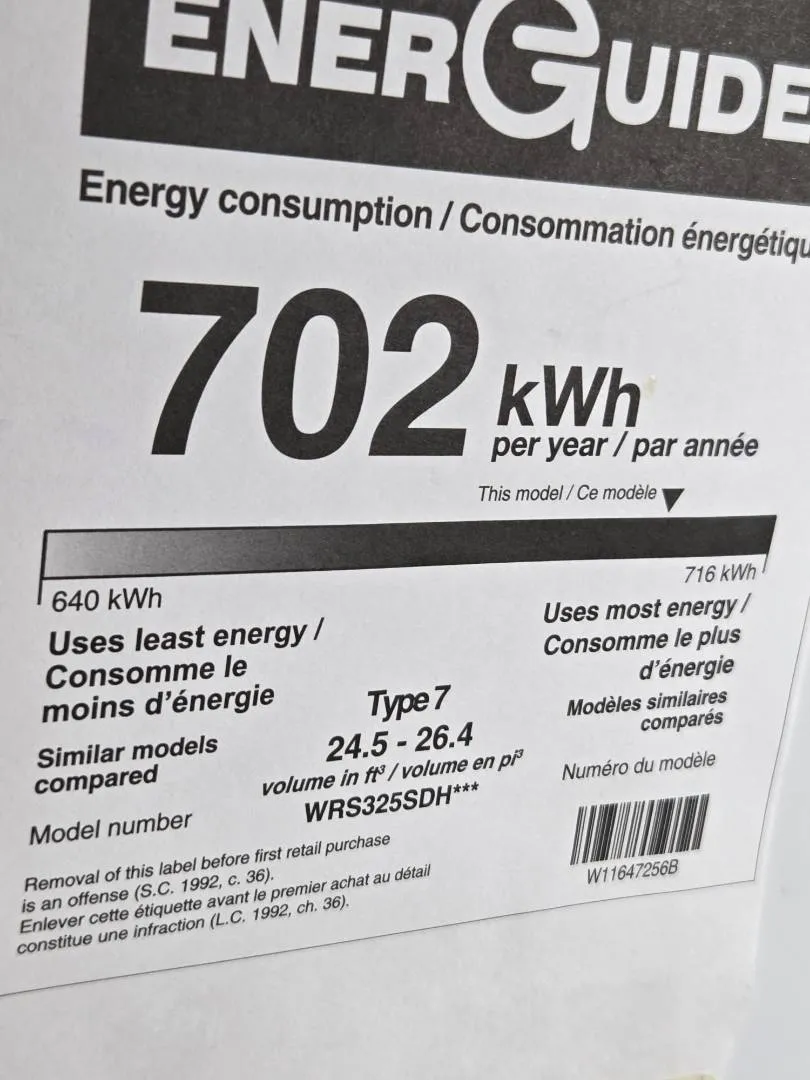 ENERGUIDE
Energy consumption / Consommation énergétiqu
702 kWh
per year / par année
This model / Ce modèle
640 kWh
716 kWh
Uses least energy /
Consomme le
moins d'énergie
Uses most energy /
Consomme le plus
d'énergie
Similar models
compared
Type 7
24.5 - 26.4
volume in ft³ / volume en pi³
Modèles similaires
comparés
Model number
WRS325SDH***
Numéro du modèle
W11647256B
Removal of this label before first retail purchase
is an offense (S.C. 1992, c. 36).
Enlever cette étiquette avant le premier achat au détail
constitue une infraction (L.C. 1992, ch. 36).